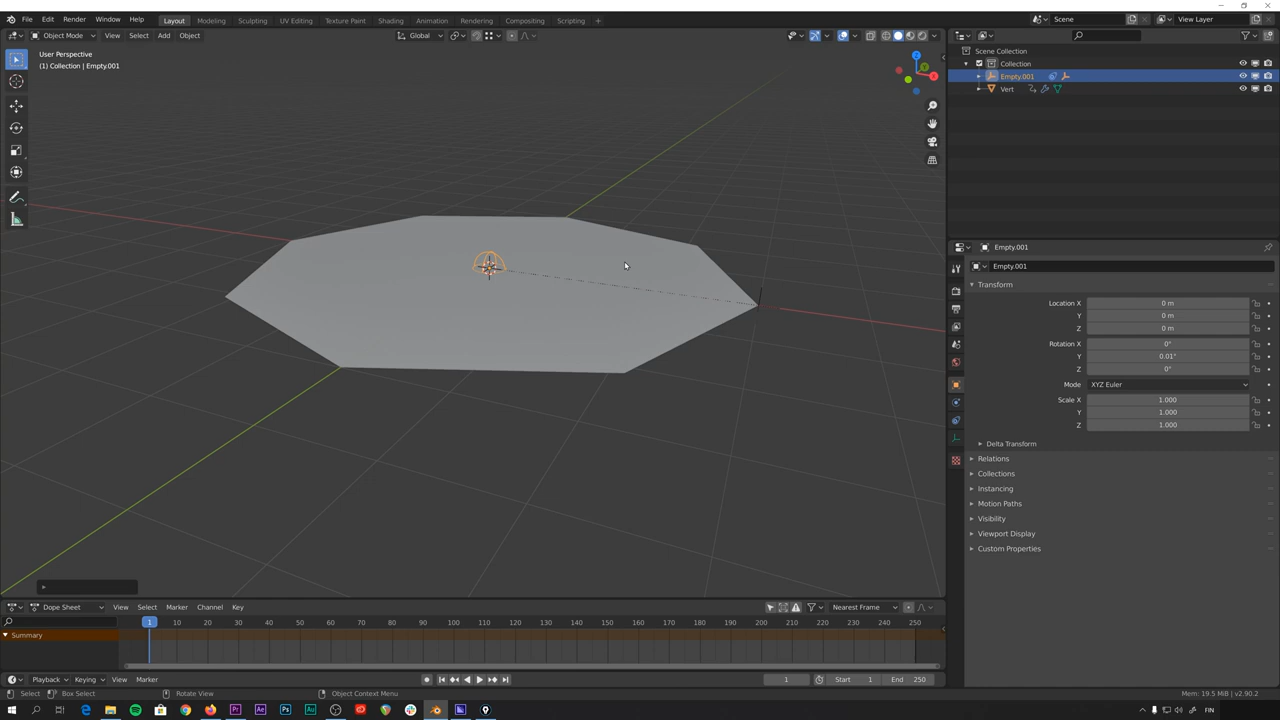 File Edit Render Window Help Layout Modeling Sculpting UV Editing Texture Paint Shading Animation Rendering Compositing Scripting + Scene View Layer
Object Mode View Select Add Object Global
User Perspective
(1) Collection | Empty.001
Scene Collection
Collection
Empty.001
Vert
Empty.001
Empty.001
Transform
Location X 0 m
Y 0 m
Z 0 m
Rotation X 0°
Y 0.01°
Z 0°
Mode XYZ Euler
Scale X 1.000
Y 1.000
Z 1.000
Delta Transform
Relations
Collections
Instancing
Motion Paths
Visibility
Viewport Display
Custom Properties
Dope Sheet View Select Marker Channel Key Nearest Frame
1 10 20 30 40 50 60 70 80 90 100 110 120 130 140 150 160 170 180 190 200 210 220 230 240 250
Summary
Playback Keying View Marker 1 Start 1 End 250
Select Box Select Rotate View Object Context Menu Mem: 19.5 MiB | v2.90.2
FIN